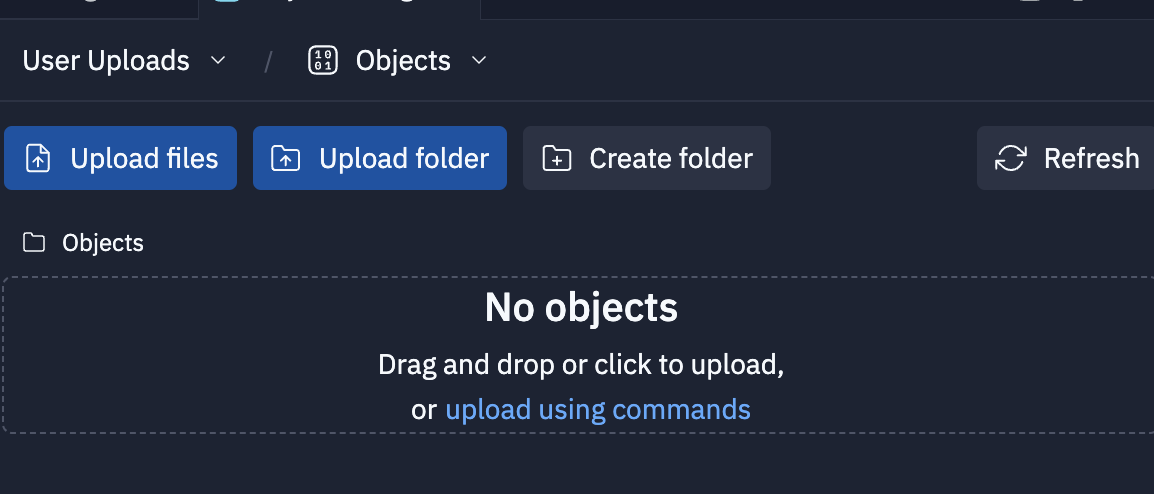 User Uploads / Objects
Upload files Upload folder Create folder Refresh
Objects
No objects
Drag and drop or click to upload,
or upload using commands